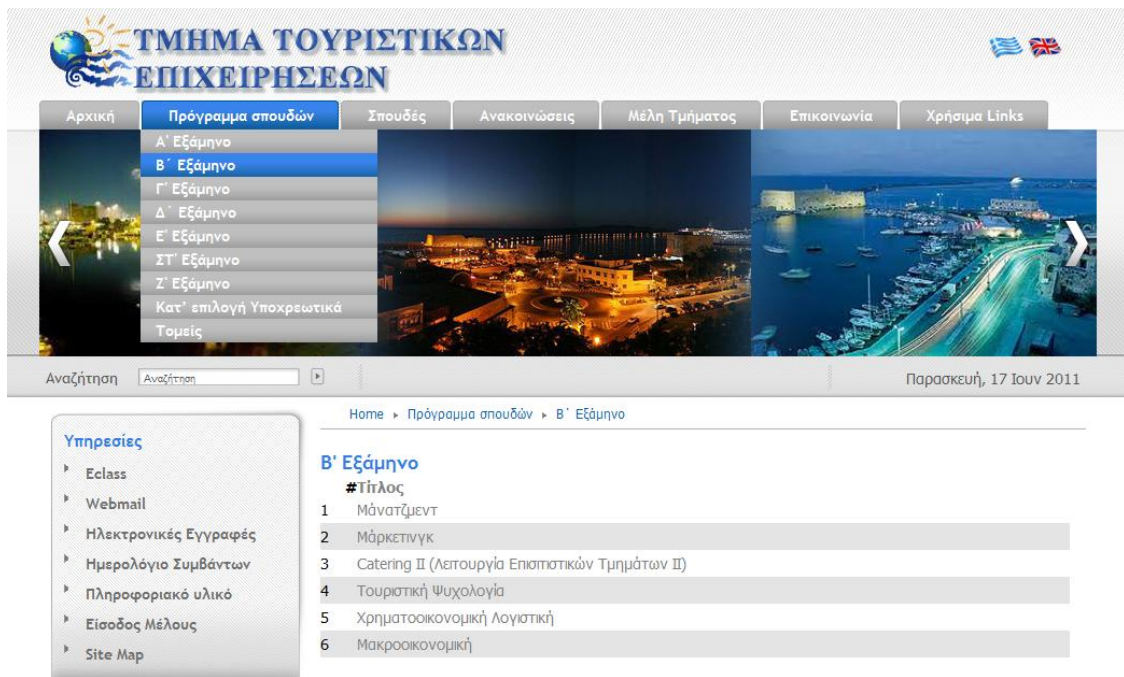 ΤΜΗΜΑ ΤΟΥΡΙΣΤΙΚΩΝ
ΕΠΙΧΕΙΡΗΣΕΩΝ
Αρχική Πρόγραμμα σπουδών Σπουδές Ανακοινώσεις Μέλη Τμήματος Επικοινωνία Χρήσιμα Links
Α' Εξάμηνο
Β΄ Εξάμηνο
Γ' Εξάμηνο
Δ΄ Εξάμηνο
Ε' Εξάμηνο
ΣΤ' Εξάμηνο
Ζ' Εξάμηνο
Κατ' επιλογή Υποχρεωτικά
Τομείς
Αναζήτηση Αναζήτηση Παρασκευή, 17 Ιουν 2011
Home Πρόγραμμα σπουδών Β΄ Εξάμηνο
Υπηρεσίες
Eclass
Webmail
Ηλεκτρονικές Εγγραφές
Ημερολόγιο Συμβάντων
Πληροφοριακό υλικό
Είσοδος Μέλους
Site Map
Β' Εξάμηνο
#Τίτλος
1 Μάνατζμεντ
2 Μάρκετινγκ
3 Catering II (Λειτουργία Επισιτιστικών Τμημάτων II)
4 Τουριστική Ψυχολογία
5 Χρηματοοικονομική Λογιστική
6 Μακροοικονομική